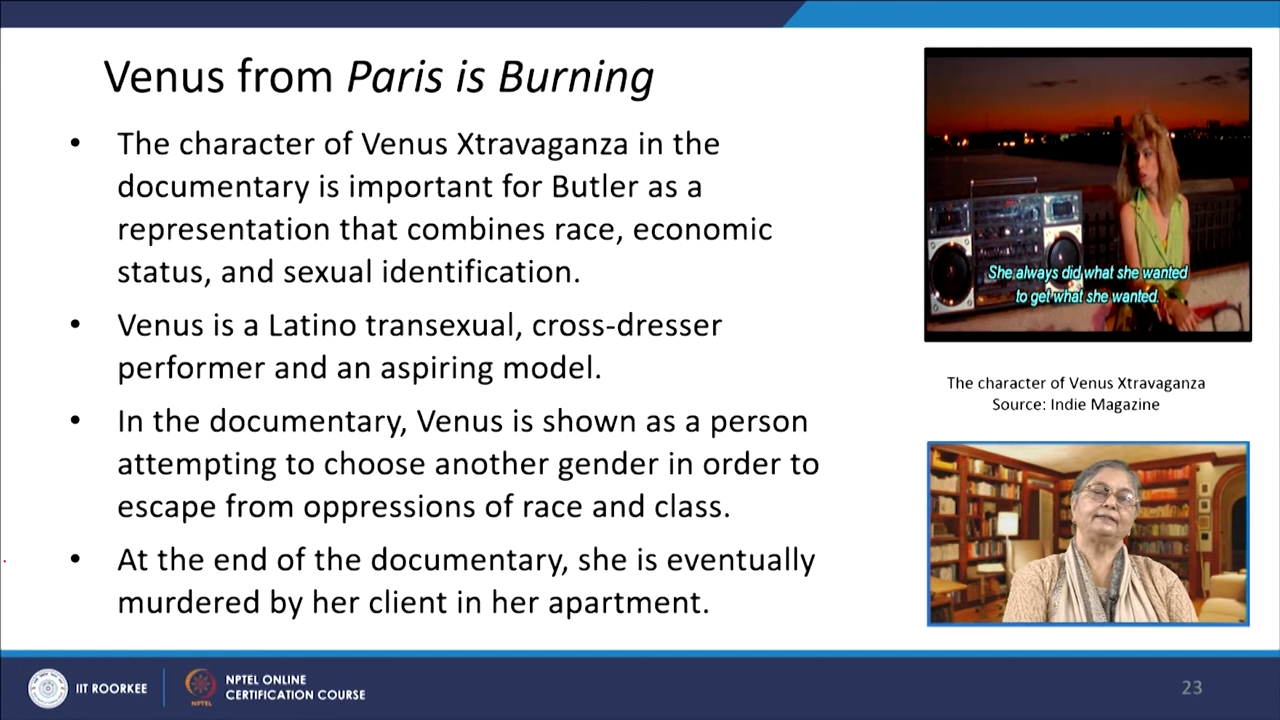 Venus from Paris is Burning
• The character of Venus Xtravaganza in the
documentary is important for Butler as a
representation that combines race, economic
status, and sexual identification.
• Venus is a Latino transexual, cross-dresser
performer and an aspiring model.
• In the documentary, Venus is shown as a person
attempting to choose another gender in order to
escape from oppressions of race and class.
• At the end of the documentary, she is eventually
murdered by her client in her apartment.
She always did what she wanted
to get what she wanted.
The character of Venus Xtravaganza
Source: Indie Magazine
IIT ROORKEE
NPTEL
NPTEL ONLINE
CERTIFICATION COURSE
23